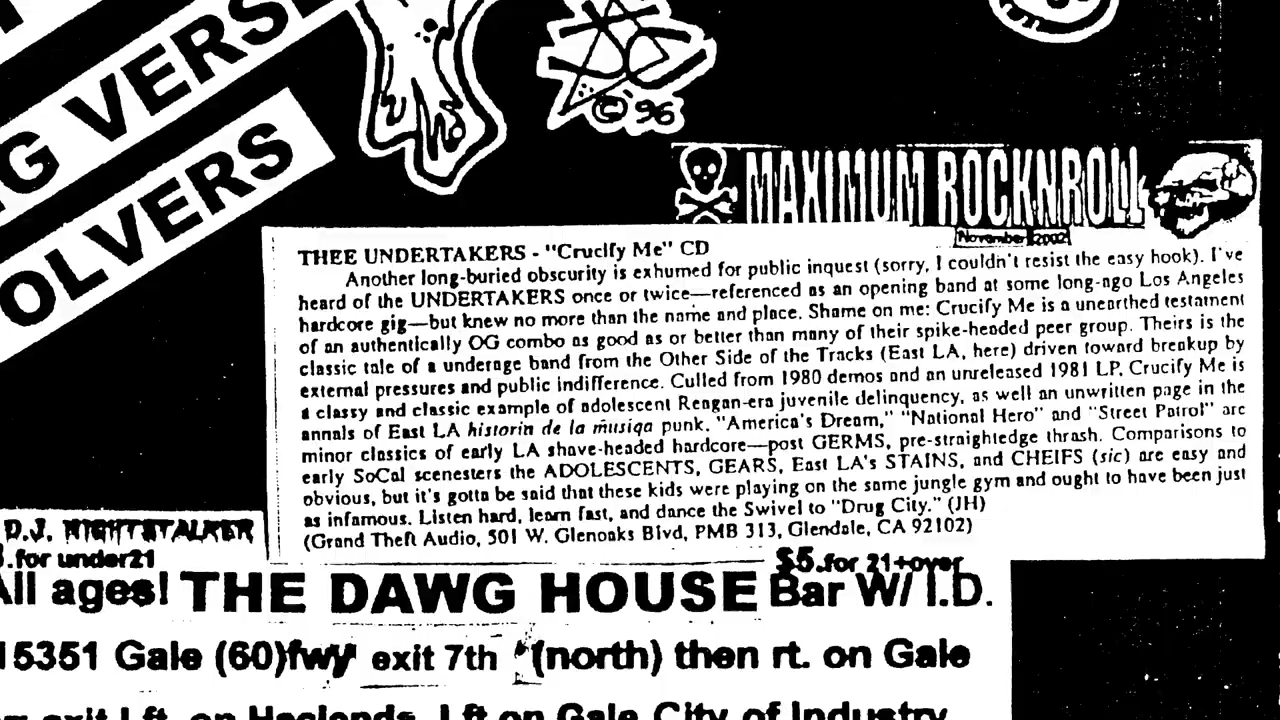 G VERS
OLVERS
©'96
MAXIMUM ROCKNROLL
November 2002
THEE UNDERTAKERS - "Crucify Me" CD
Another long-buried obscurity is exhumed for public inquest (sorry, I couldn't resist the easy hook). I've
heard of the UNDERTAKERS once or twice—referenced as an opening band at some long-ago Los Angeles
hardcore gig—but knew no more than the name and place. Shame on me: Crucify Me is a unearthed testament
of an authentically OG combo as good as or better than many of their spike-headed peer group. Theirs is the
classic tale of a underage band from the Other Side of the Tracks (East LA, here) driven toward breakup by
external pressures and public indifference. Culled from 1980 demos and an unreleased 1981 LP, Crucify Me is
a classy and classic example of adolescent Reagan-era juvenile delinquency, as well an unwritten page in the
annals of East LA historia de la musiqa punk. "America's Dream," "National Hero" and "Street Patrol" are
minor classics of early LA shave-headed hardcore—post GERMS, pre-straightedge thrash. Comparisons to
early SoCal scenesters the ADOLESCENTS, GEARS, East LA's STAINS, and CHEIFS (sic) are easy and
obvious, but it's gotta be said that these kids were playing on the same jungle gym and ought to have been just
as infamous. Listen hard, learn fast, and dance the Swivel to "Drug City." (JH)
(Grand Theft Audio, 501 W. Glenoaks Blvd, PMB 313, Glendale, CA 92102)
D.J. NIGHTSTALKER
.for under21
$5.for 21+over
All ages! THE DAWG HOUSE Bar W/ I.D.
15351 Gale (60)fwy exit 7th (north) then rt. on Gale
exit Lft. on Hacienda, Lft on Gale City of Industry